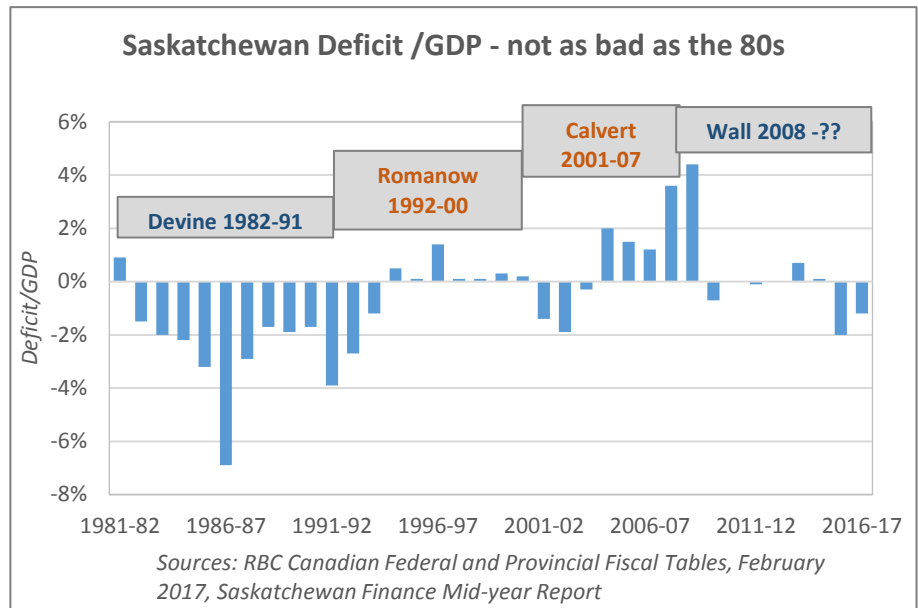 Saskatchewan Deficit /GDP - not as bad as the 80s
6%
4%
2%
0%
-2%
-4%
-6%
-8%
Deficit/GDP
Devine 1982-91
Romanow
1992-00
Calvert
2001-07
Wall 2008 -??
1981-82 1986-87 1991-92 1996-97 2001-02 2006-07 2011-12 2016-17
Sources: RBC Canadian Federal and Provincial Fiscal Tables, February
2017, Saskatchewan Finance Mid-year Report